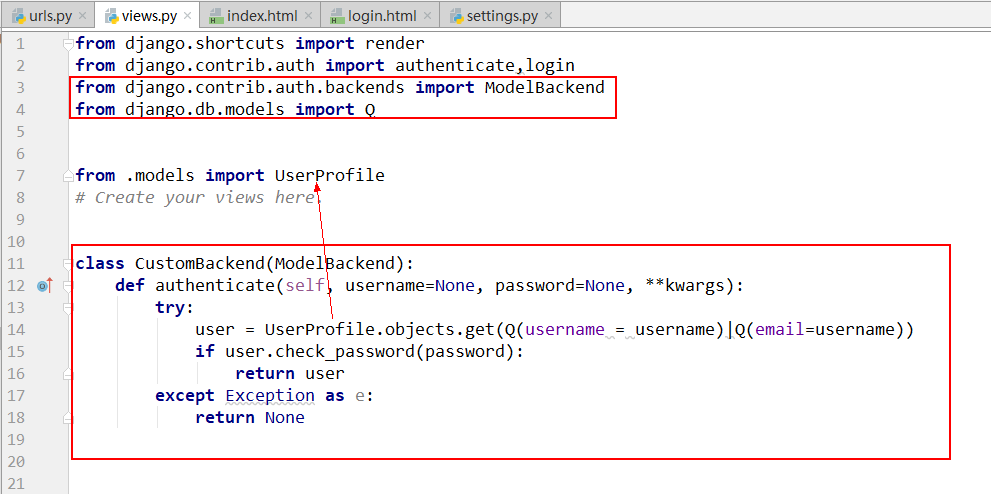 urls.py views.py index.html login.html settings.py
1 from django.shortcuts import render
2 from django.contrib.auth import authenticate,login
3 from django.contrib.auth.backends import ModelBackend
4 from django.db.models import Q
5
6
7 from .models import UserProfile
8 # Create your views here.
9
10
11 class CustomBackend(ModelBackend):
12 def authenticate(self, username=None, password=None, **kwargs):
13 try:
14 user = UserProfile.objects.get(Q(username = username)|Q(email=username))
15 if user.check_password(password):
16 return user
17 except Exception as e:
18 return None
19
20
21